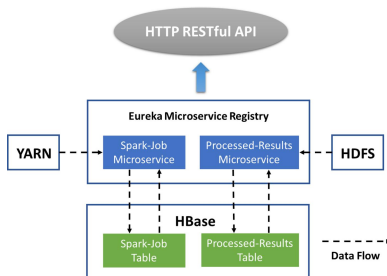 HTTP RESTful API
Eureka Microservice Registry
YARN
Spark-Job
Microservice
Processed-Results
Microservice
HDFS
HBase
Spark-Job
Table
Processed-Results
Table
Data Flow